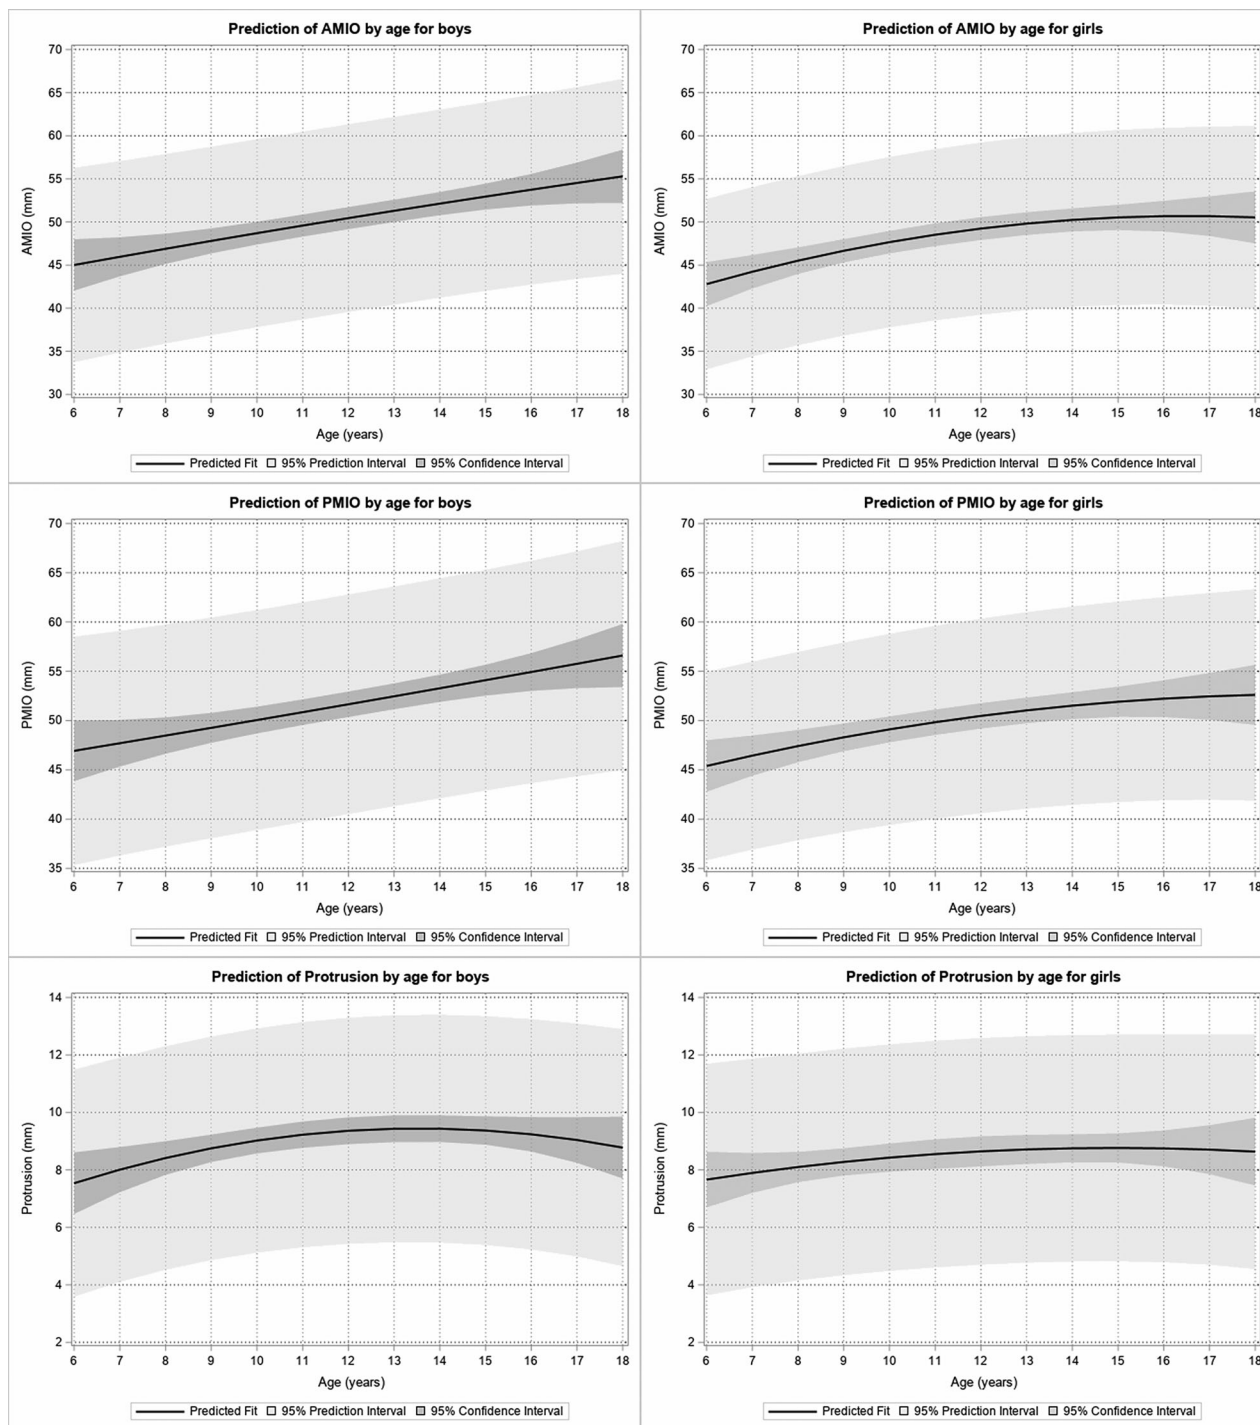 Prediction of AMIO by age for boys
70
65
60
55
50
45
40
35
30
AMIO (mm)
6 7 8 9 10 11 12 13 14 15 16 17 18
Age (years)
Predicted Fit 95% Prediction Interval 95% Confidence Interval
Prediction of AMIO by age for girls
70
65
60
55
50
45
40
35
30
AMIO (mm)
6 7 8 9 10 11 12 13 14 15 16 17 18
Age (years)
Predicted Fit 95% Prediction Interval 95% Confidence Interval
Prediction of PMIO by age for boys
70
65
60
55
50
45
40
35
PMIO (mm)
6 7 8 9 10 11 12 13 14 15 16 17 18
Age (years)
Predicted Fit 95% Prediction Interval 95% Confidence Interval
Prediction of PMIO by age for girls
70
65
60
55
50
45
40
35
PMIO (mm)
6 7 8 9 10 11 12 13 14 15 16 17 18
Age (years)
Predicted Fit 95% Prediction Interval 95% Confidence Interval
Prediction of Protrusion by age for boys
14
12
10
8
6
4
2
Protrusion (mm)
6 7 8 9 10 11 12 13 14 15 16 17 18
Age (years)
Predicted Fit 95% Prediction Interval 95% Confidence Interval
Prediction of Protrusion by age for girls
14
12
10
8
6
4
2
Protrusion (mm)
6 7 8 9 10 11 12 13 14 15 16 17 18
Age (years)
Predicted Fit 95% Prediction Interval 95% Confidence Interval